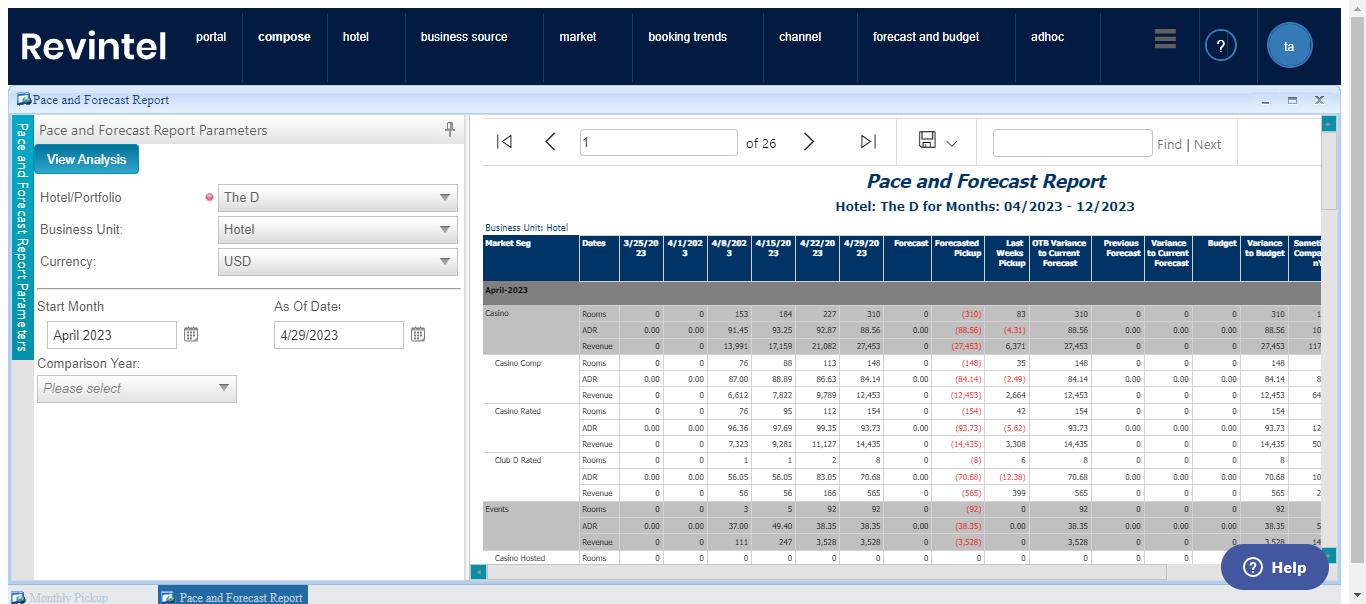 Revintel portal compose hotel business source market booking trends channel forecast and budget adhoc ? ta
Pace and Forecast Report
Pace and Forecast Report Parameters
Pace and Forecast Report Parameters
View Analysis
Hotel/Portfolio The D
Business Unit: Hotel
Currency: USD
Start Month As Of Date:
April 2023 4/29/2023
Comparison Year:
Please select
1 of 26 Find | Next
Pace and Forecast Report
Hotel: The D for Months: 04/2023 - 12/2023
Business Unit: Hotel
Market Seg Dates 3/25/20 4/1/202 4/8/202 4/15/20 4/22/20 4/29/20 Forecast Forecasted Last OTB Variance Previous Variance Budget Variance Sameti
23 3 3 23 23 23 Pickup Weeks to Current Forecast to Current to Budget Compa
Pickup Forecast Forecast nY
April-2023
Casino Rooms 0 0 153 184 227 310 0 (310) 83 310 0 0 0 310 1
ADR 0.00 0.00 91.45 93.25 92.87 88.56 0.00 (88.56) (4.31) 88.56 0.00 0.00 0.00 88.56 10
Revenue 0 0 13,991 17,159 21,082 27,453 0 (27,453) 6,371 27,453 0 0 0 27,453 117
Casino Comp Rooms 0 0 76 88 113 148 0 (148) 35 148 0 0 0 148
ADR 0.00 0.00 87.00 88.89 86.63 84.14 0.00 (84.14) (2.49) 84.14 0.00 0.00 0.00 84.14 8
Revenue 0 0 6,612 7,822 9,789 12,453 0 (12,453) 2,664 12,453 0 0 0 12,453 64
Casino Rated Rooms 0 0 76 95 112 154 0 (154) 42 154 0 0 0 154
ADR 0.00 0.00 96.36 97.69 99.35 93.73 0.00 (93.73) (5.62) 93.73 0.00 0.00 0.00 93.73 12
Revenue 0 0 7,323 9,281 11,127 14,435 0 (14,435) 3,308 14,435 0 0 0 14,435 50
Club D Rated Rooms 0 0 1 1 2 8 0 (8) 6 8 0 0 0 8
ADR 0.00 0.00 56.05 56.05 83.05 70.68 0.00 (70.68) (12.38) 70.68 0.00 0.00 0.00 70.68 10
Revenue 0 0 56 56 166 565 0 (565) 399 565 0 0 0 565 2
Events Rooms 0 0 3 5 92 92 0 (92) 0 92 0 0 0 92
ADR 0.00 0.00 37.00 49.40 38.35 38.35 0.00 (38.35) 0.00 38.35 0.00 0.00 0.00 38.35 5
Revenue 0 0 111 247 3,528 3,528 0 (3,528) 0 3,528 0 0 0 3,528 14
Casino Hosted Rooms 0 0 0 0 0 0 0 0 0 0 0 0 0 0
? Help
Monthly Pickup Pace and Forecast Report